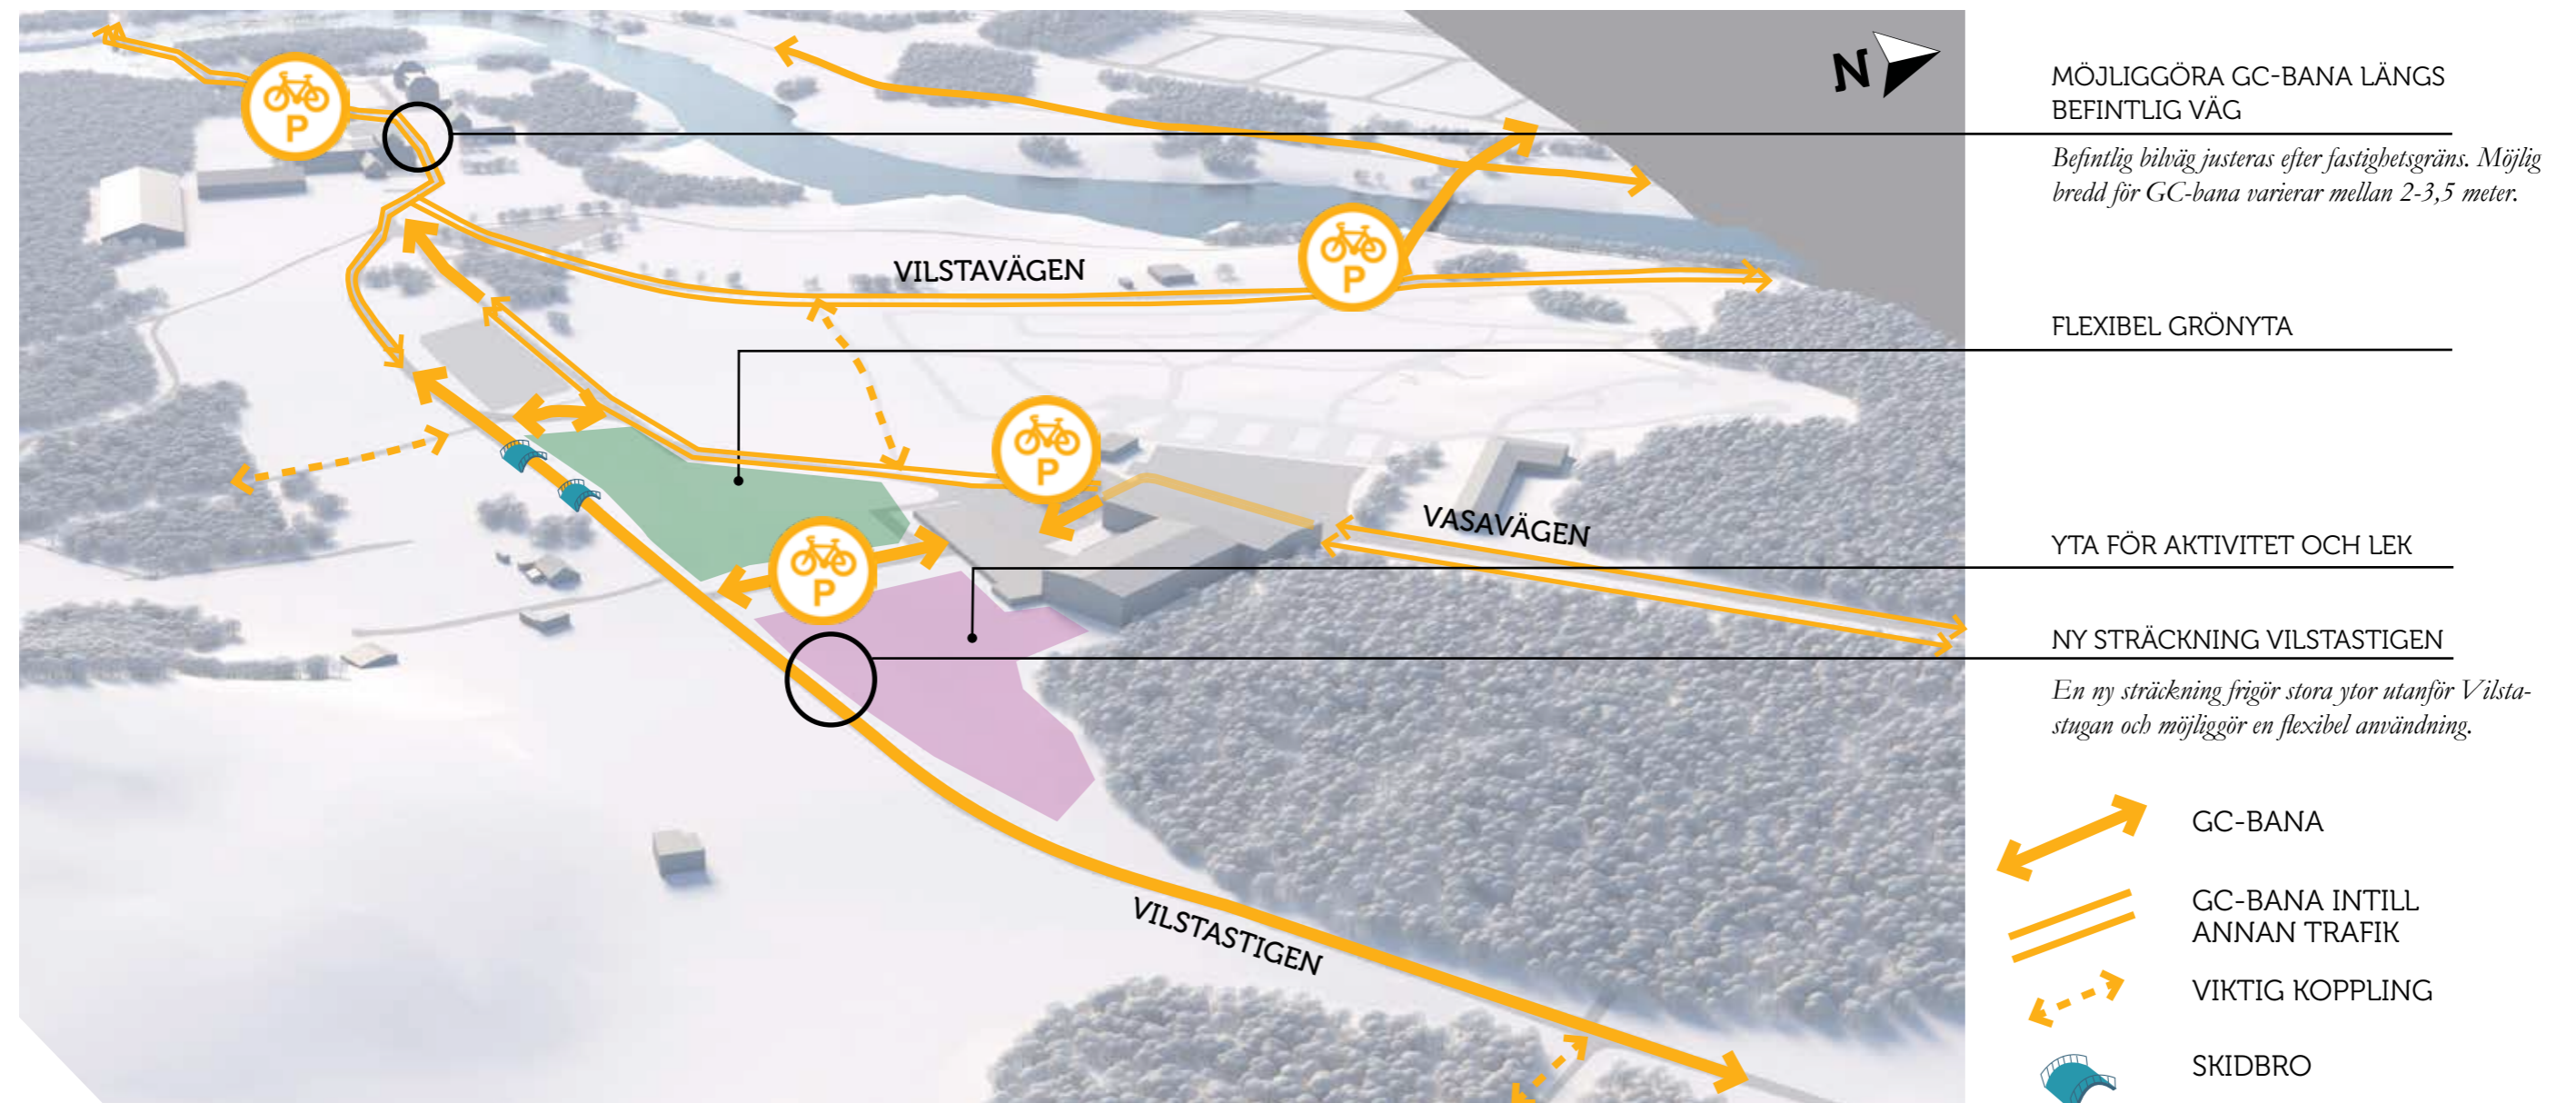 N
MÖJLIGGÖRA GC-BANA LÄNGS
BEFINTLIG VÄG
Befintlig bilväg justeras efter fastighetsgräns. Möjlig
bredd för GC-bana varierar mellan 2-3,5 meter.
FLEXIBEL GRÖNYTA
YTA FÖR AKTIVITET OCH LEK
NY STRÄCKNING VILSTASTIGEN
En ny sträckning frigör stora ytor utanför Vilsta-
stugan och möjliggör en flexibel användning.
GC-BANA
GC-BANA INTILL
ANNAN TRAFIK
VIKTIG KOPPLING
SKIDBRO
P
VILSTAVÄGEN
P
P
VASAVÄGEN
P
VILSTASTIGEN